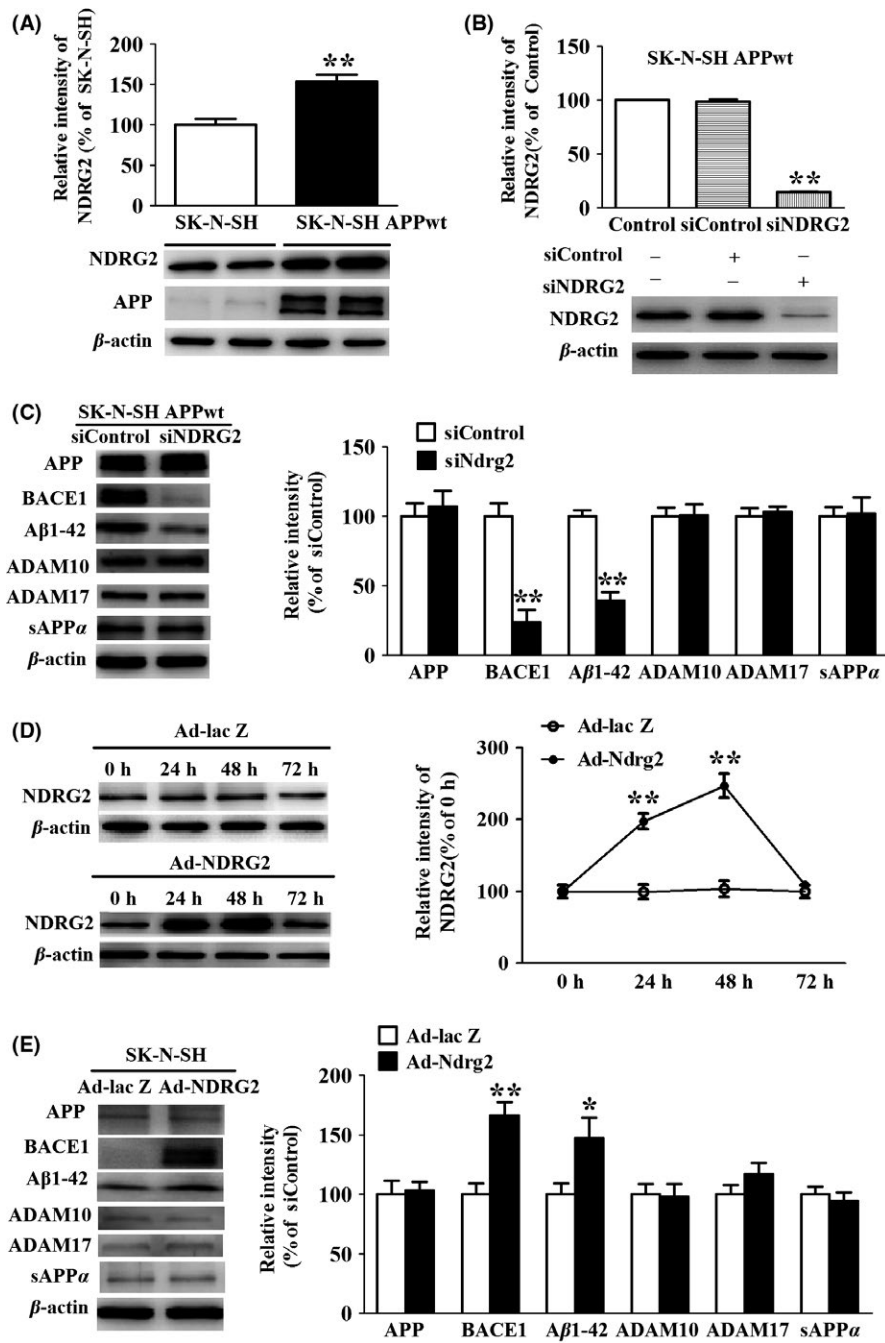 (A)
Relative intensity of
NDRG2 (% of SK-N-SH)
200
150
100
50
0
**
SK-N-SH SK-N-SH APPwt
NDRG2
APP
β-actin
(B)
Relative intensity of
NDRG2(% of Control)
SK-N-SH APPwt
150
100
50
0
**
Control siControl siNDRG2
siControl – + –
siNDRG2 – – +
NDRG2
β-actin
(C)
SK-N-SH APPwt
siControl siNDRG2
APP
BACE1
Aβ1-42
ADAM10
ADAM17
sAPPα
β-actin
Relative intensity
(% of siControl)
siControl
siNdrg2
150
100
50
0
** **
APP BACE1 Aβ1-42 ADAM10 ADAM17 sAPPα
(D)
Ad-lac Z
0 h 24 h 48 h 72 h
NDRG2
β-actin
Ad-NDRG2
0 h 24 h 48 h 72 h
NDRG2
β-actin
Relative intensity of
NDRG2(% of 0 h)
Ad-lac Z
Ad-Ndrg2
300
200
100
0
** **
0 h 24 h 48 h 72 h
(E)
SK-N-SH
Ad-lac Z Ad-NDRG2
APP
BACE1
Aβ1-42
ADAM10
ADAM17
sAPPα
β-actin
Relative intensity
(% of siControl)
Ad-lac Z
Ad-Ndrg2
200
150
100
50
0
** *
APP BACE1 Aβ1-42 ADAM10 ADAM17 sAPPα